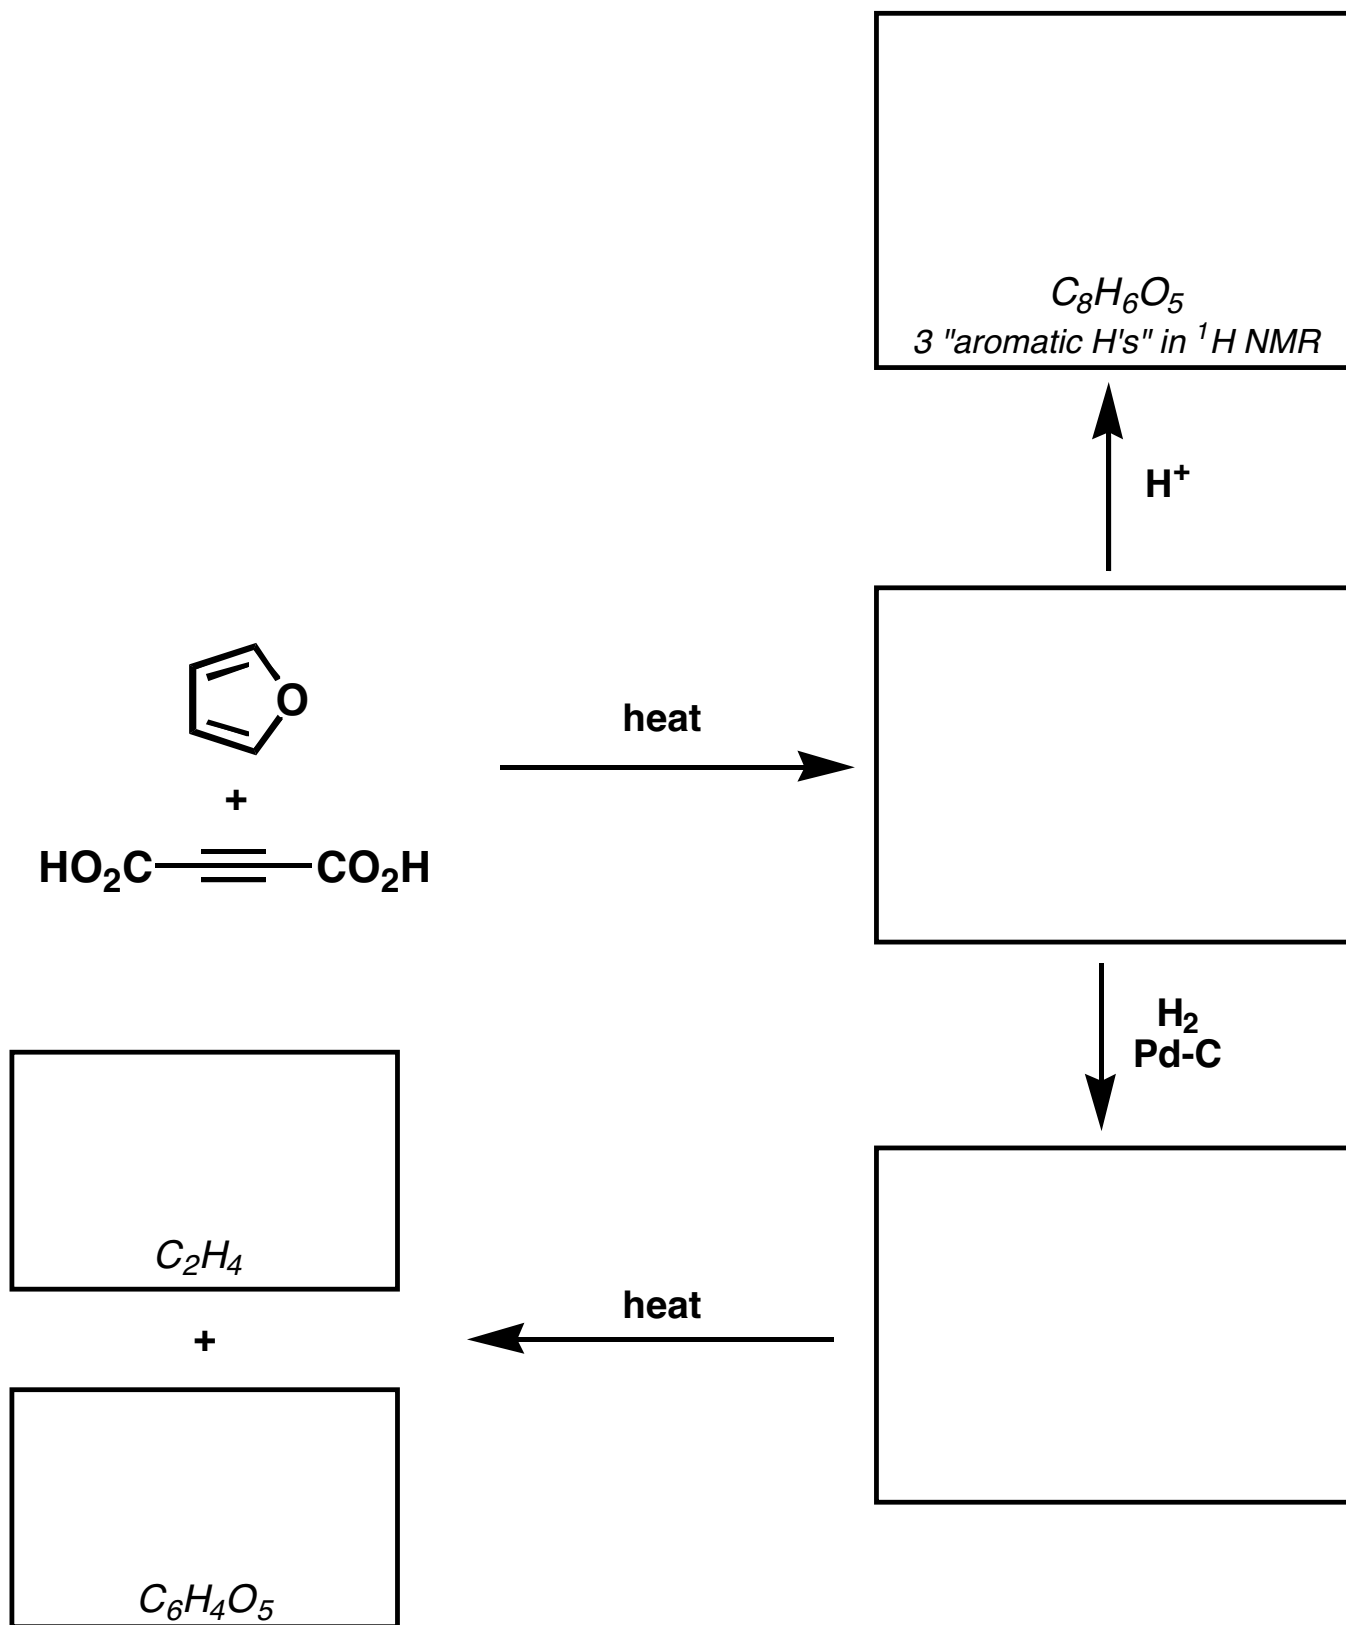 C₈H₆O₅
3 "aromatic H's" in ¹H NMR
H⁺
O
heat
+
HO₂C CO₂H
H₂
Pd-C
C₂H₄
heat
+
C₆H₄O₅